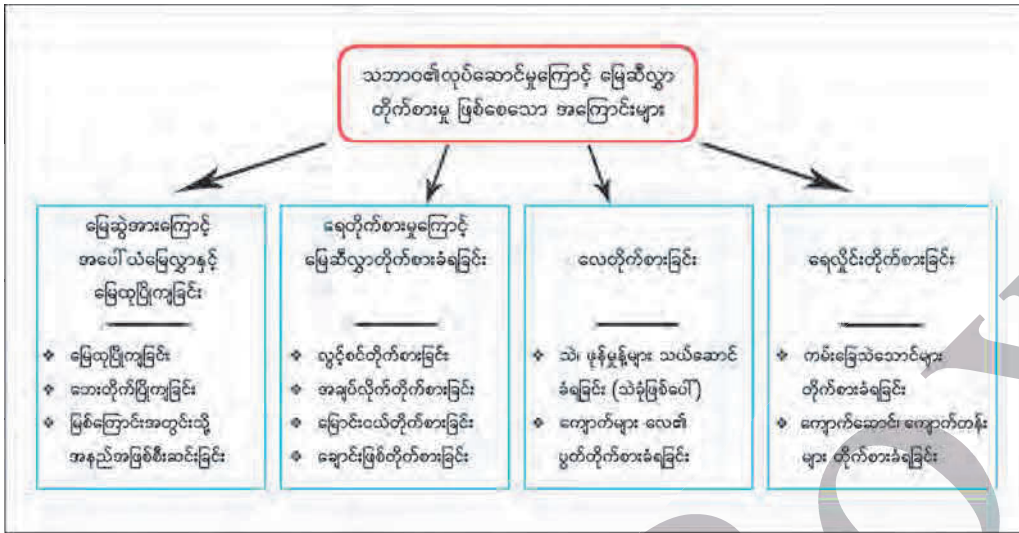 သဘာဝ၏လုပ်ဆောင်မှုကြောင့် မြေဆီလွှာ
တိုက်စားမှု ဖြစ်စေသော အကြောင်းများ
မြေဆွဲအားကြောင့်
အပေါ်ယံမြေလွှာနှင့်
မြေထုပြိုကျခြင်း
❖ မြေထုပြိုကျခြင်း
❖ ဘေးတိုက်ပြိုကျခြင်း
❖ မြစ်ကြောင်းအတွင်းသို့
အနည်အဖြစ်စီးဆင်းခြင်း
ရေတိုက်စားမှုကြောင့်
မြေဆီလွှာတိုက်စားခံရခြင်း
❖ လွင့်စင်တိုက်စားခြင်း
❖ အချပ်လိုက်တိုက်စားခြင်း
❖ မြောင်းငယ်တိုက်စားခြင်း
❖ ချောင်းဖြစ်တိုက်စားခြင်း
လေတိုက်စားခြင်း
❖ သဲ၊ ဖုန်မှုန့်များ သယ်ဆောင်
ခံရခြင်း (သဲခုံဖြစ်ပေါ်)
❖ ကျောက်များ လေ၏
ပွတ်တိုက်စားခံရခြင်း
ရေလှိုင်းတိုက်စားခြင်း
❖ ကမ်းခြေသဲသောင်များ
တိုက်စားခံရခြင်း
❖ ကျောက်ဆောင်၊ ကျောက်တန်း
များ တိုက်စားခံရခြင်း